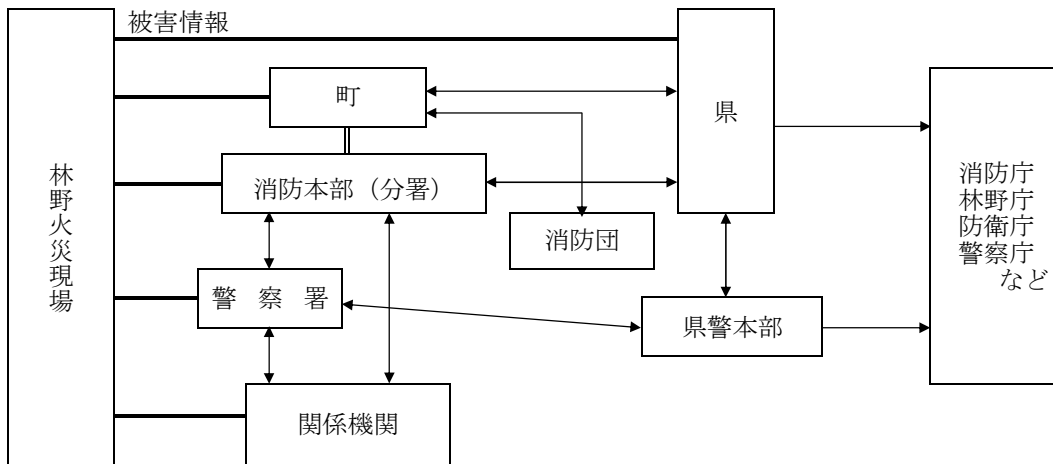 被害情報
町
県
消防本部（分署）
消防団
林野火災現場
消防庁
林野庁
防衛庁
警察庁
など
警察署
県警本部
関係機関